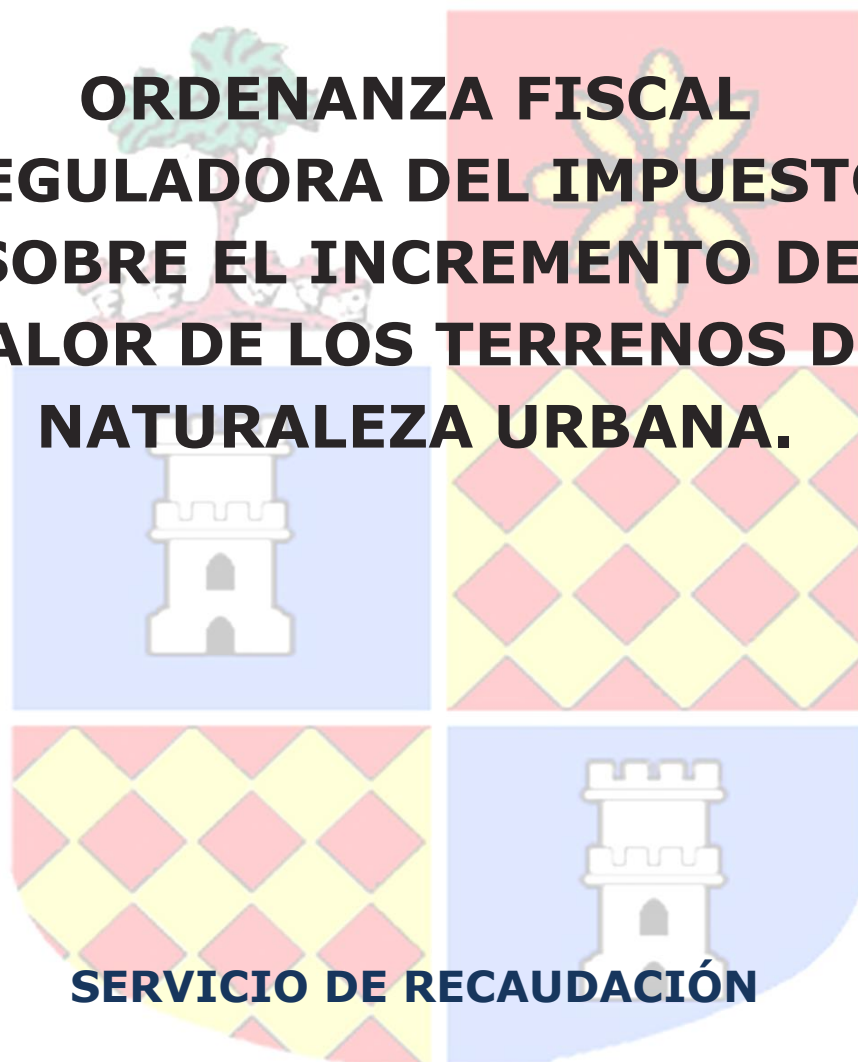 ORDENANZA FISCAL
EGULADORA DEL IMPUESTO
SOBRE EL INCREMENTO DE
ALOR DE LOS TERRENOS D
NATURALEZA URBANA.
SERVICIO DE RECAUDACIÓN